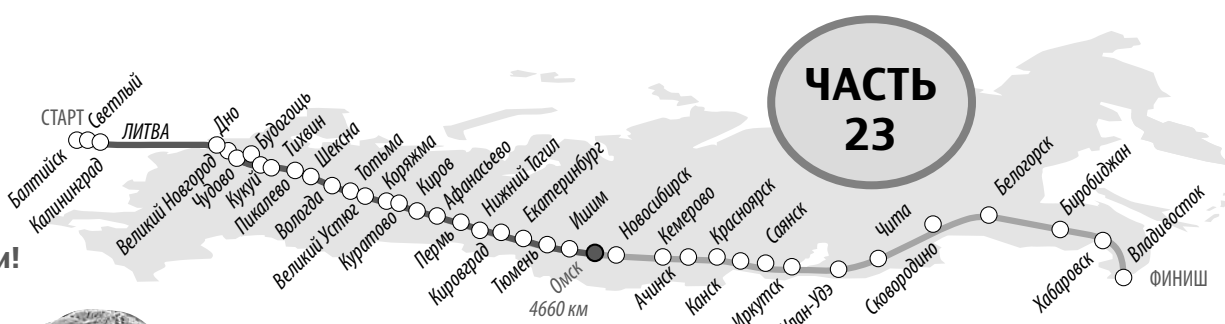 ЧАСТЬ
23
СТАРТ
Балтийск
Светлый
Калининград
ЛИТВА
Дно
Великий Новгород
Чудово
Будогощь
Кукуй
Тихвин
Пикалево
Шексна
Вологда
Тотьма
Великий Устюг
Коряжма
Куратово
Киров
Афанасьево
Пермь
Нижний Тагил
Кировград
Екатеринбург
Тюмень
Ишим
Омск
4660 км
Новосибирск
Ачинск
Кемерово
Канск
Красноярск
Иркутск
Саянск
Улан-Удэ
Чита
Сковородино
Белогорск
Биробиджан
Хабаровск
Владивосток
ФИНИШ
и!